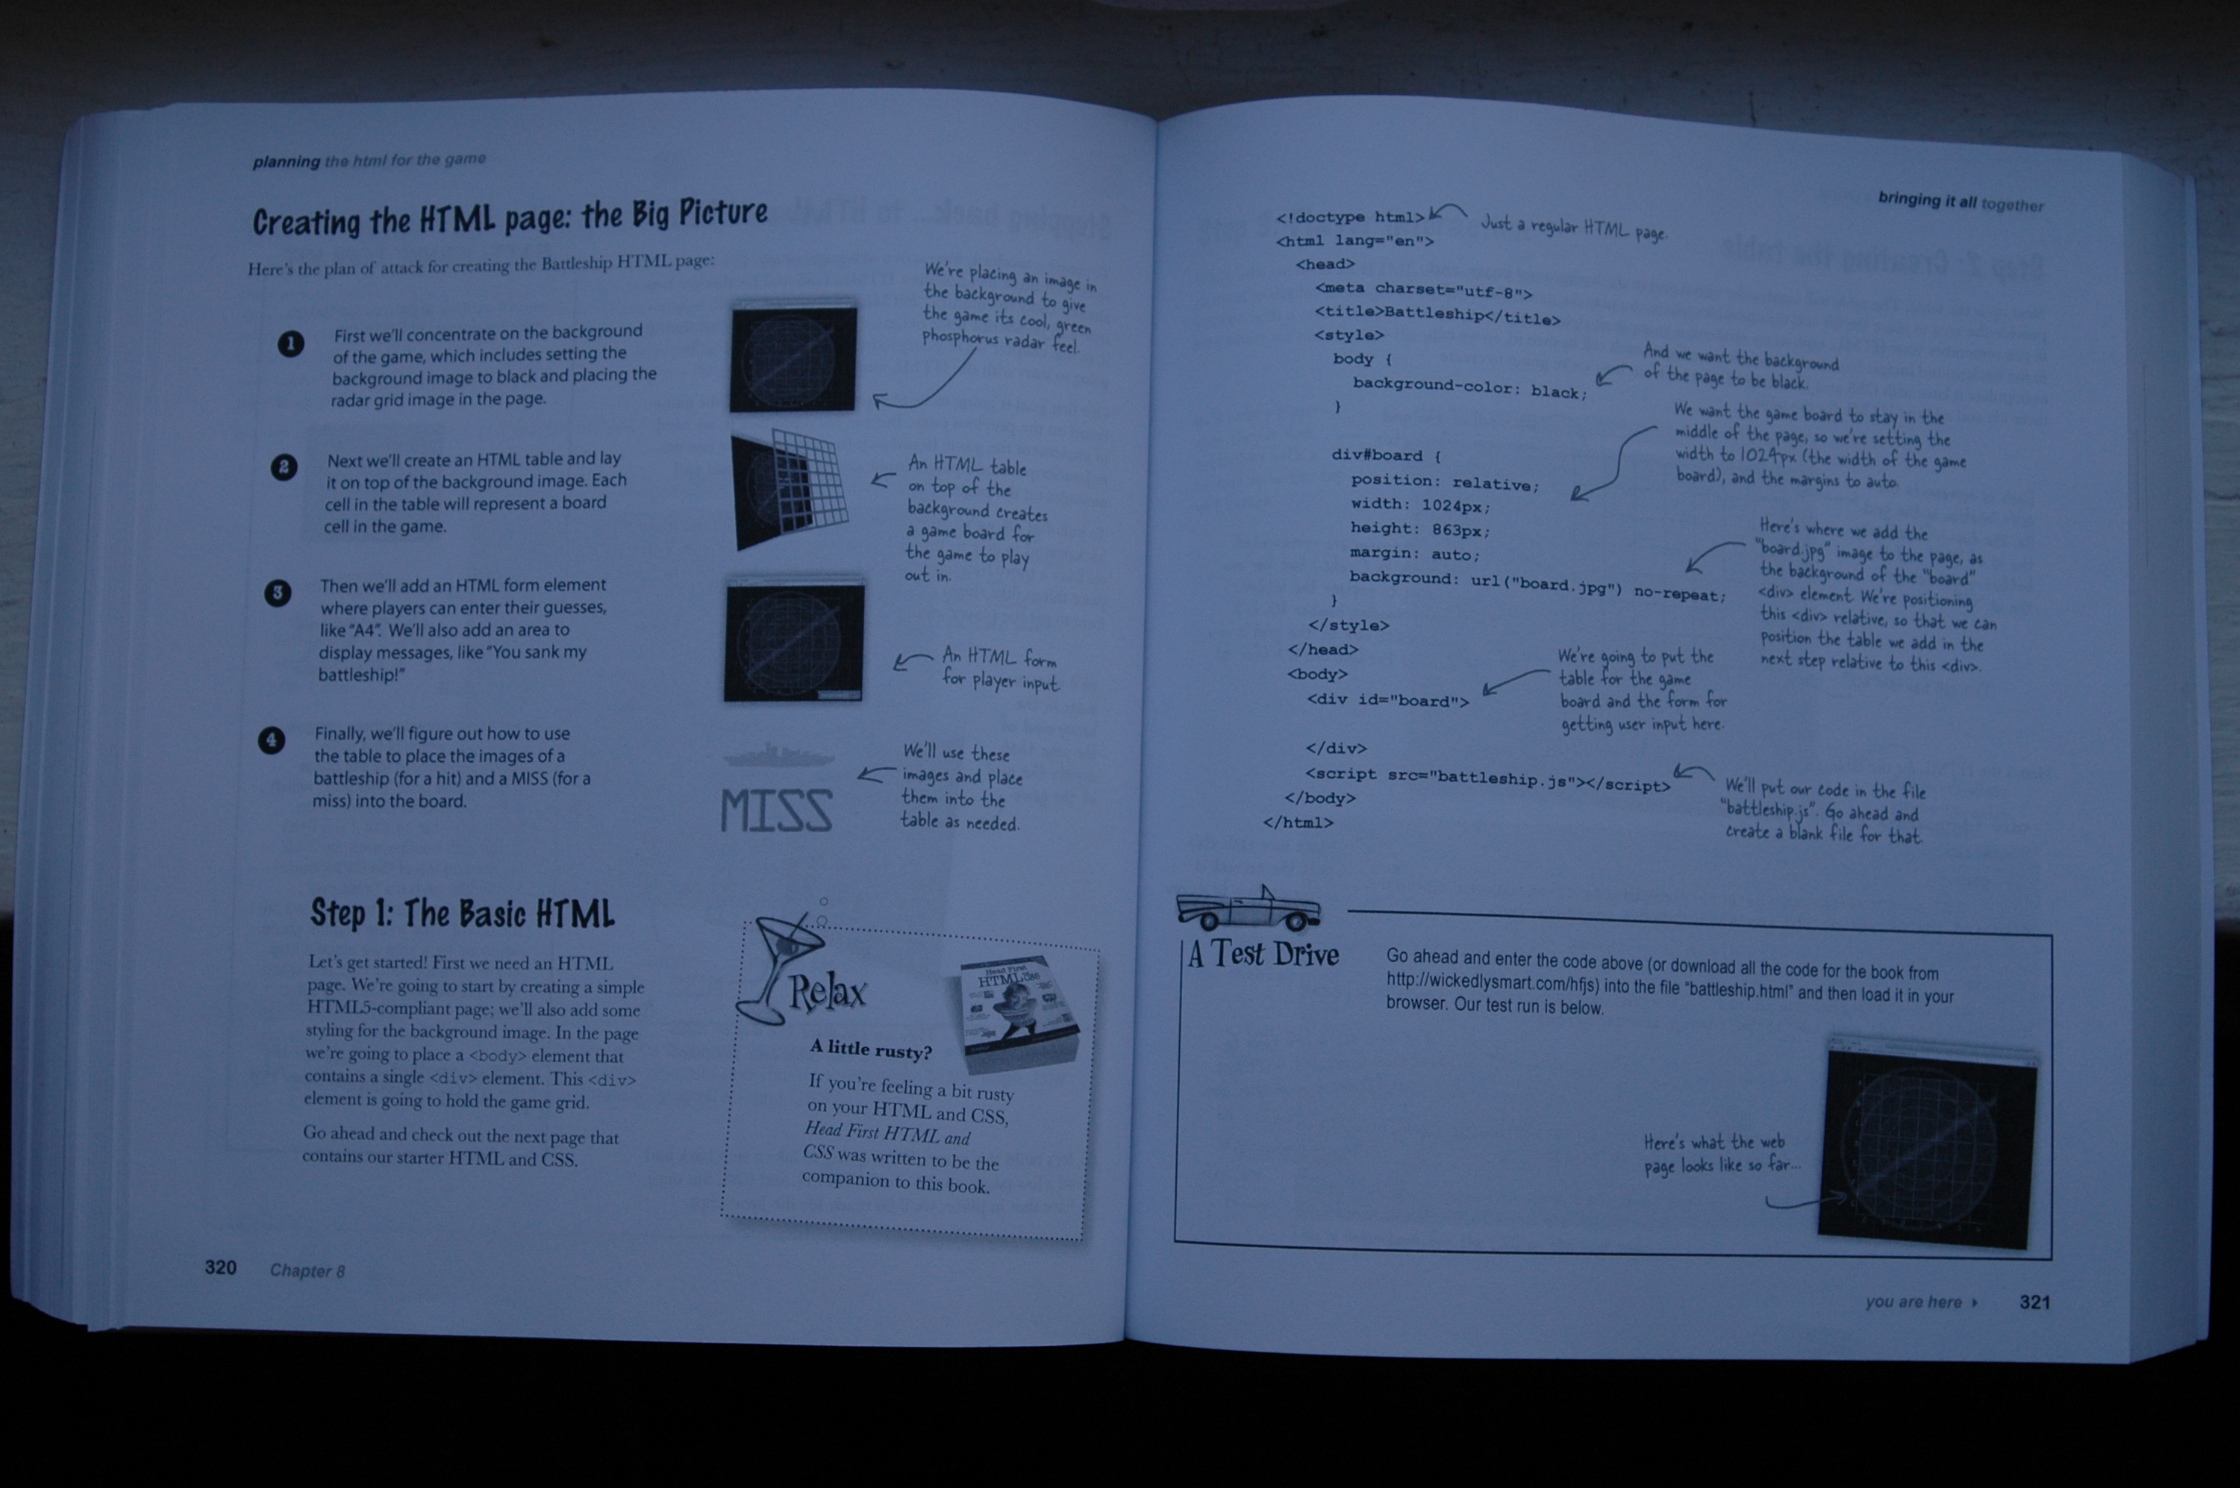 planning the html for the game
Creating the HTML page: the Big Picture
Here's the plan of attack for creating the Battleship HTML page:
1
First we'll concentrate on the background
of the game, which includes setting the
background image to black and placing the
radar grid image in the page.
We're placing an image in
the background to give
the game its cool, green
phosphorus radar feel.
2
Next we'll create an HTML table and lay
it on top of the background image. Each
cell in the table will represent a board
cell in the game.
An HTML table
on top of the
background creates
a game board for
the game to play
out in.
3
Then we'll add an HTML form element
where players can enter their guesses,
like "A4". We'll also add an area to
display messages, like "You sank my
battleship!"
An HTML form
for player input.
4
Finally, we'll figure out how to use
the table to place the images of a
battleship (for a hit) and a MISS (for a
miss) into the board.
MISS
We'll use these
images and place
them into the
table as needed.
Step 1: The Basic HTML
Let's get started! First we need an HTML
page. We're going to start by creating a simple
HTML5-compliant page; we'll also add some
styling for the background image. In the page
we're going to place a <body> element that
contains a single <div> element. This <div>
element is going to hold the game grid.
Go ahead and check out the next page that
contains our starter HTML and CSS.
Relax
Head First
HTML and CSS
A little rusty?
If you're feeling a bit rusty
on your HTML and CSS,
Head First HTML and
CSS was written to be the
companion to this book.
320 Chapter 8
bringing it all together
<!doctype html>
Just a regular HTML page.
<html lang="en">
<head>
<meta charset="utf-8">
<title>Battleship</title>
<style>
body {
background-color: black;
}
And we want the background
of the page to be black.
div#board {
position: relative;
width: 1024px;
height: 863px;
margin: auto;
background: url("board.jpg") no-repeat;
}
We want the game board to stay in the
middle of the page, so we're setting the
width to 1024px (the width of the game
board), and the margins to auto.
Here's where we add the
"board.jpg" image to the page, as
the background of the "board"
<div> element. We're positioning
this <div> relative, so that we can
position the table we add in the
next step relative to this <div>.
</style>
</head>
<body>
<div id="board">
We're going to put the
table for the game
board and the form for
getting user input here.
</div>
<script src="battleship.js"></script>
</body>
</html>
We'll put our code in the file
"battleship.js". Go ahead and
create a blank file for that.
A Test Drive
Go ahead and enter the code above (or download all the code for the book from
http://wickedlysmart.com/hfjs) into the file "battleship.html" and then load it in your
browser. Our test run is below.
Here's what the web
page looks like so far...
you are here 321